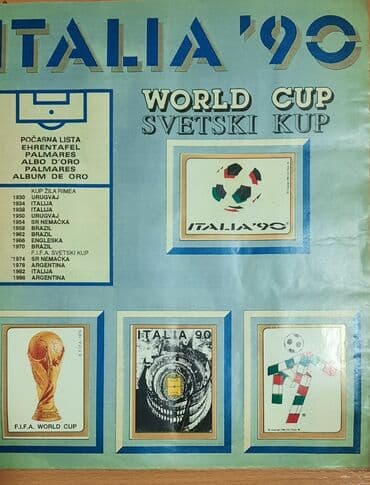 ITALIA '90
WORLD CUP
SVETSKI KUP
POČASNA LISTA
EHRENTAFEL
PALMARES
ALBO D'ORO
PALMARES
ALBUM DE ORO
KUP ŽILA RIMEA
1930 URUGVAJ
1934 ITALIJA
1938 ITALIJA
1950 URUGVAJ
1954 SR NEMAČKA
1958 BRAZIL
1962 BRAZIL
1966 ENGLESKA
1970 BRAZIL
F.I.F.A. SVETSKI KUP
1974 SR NEMAČKA
1978 ARGENTINA
1982 ITALIJA
1986 ARGENTINA
ITALIA'90
F.I.F.A. WORLD CUP
ITALIA 90